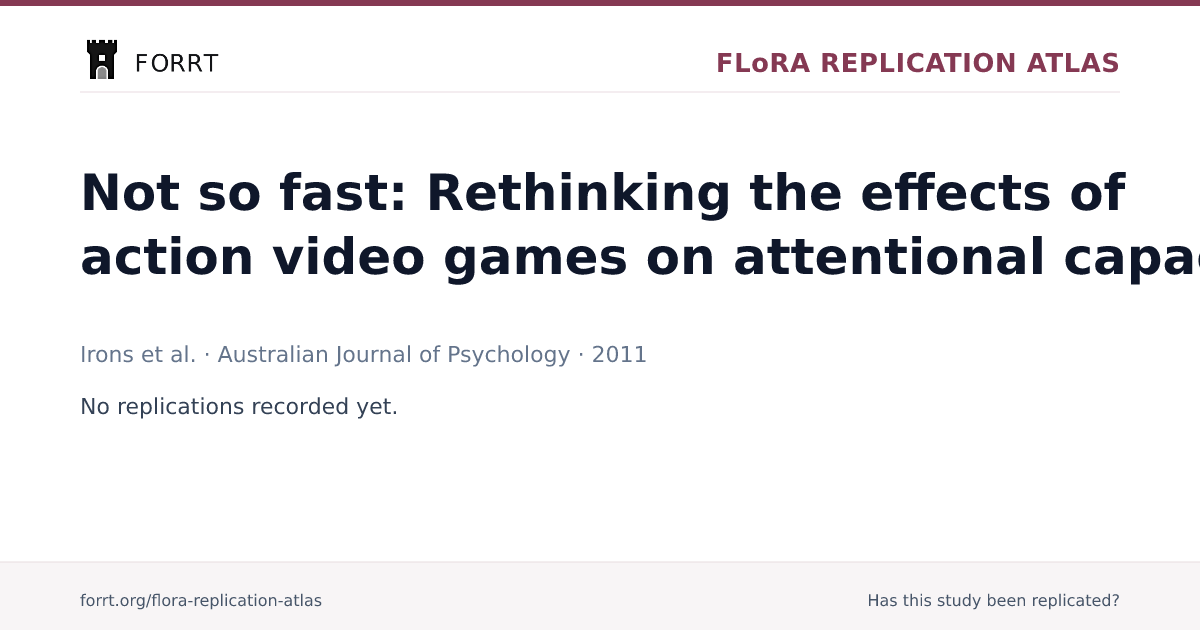 FORRT
FLoRA REPLICATION ATLAS
Not so fast: Rethinking the effects of
action video games on attentional
Irons et al. · Australian Journal of Psychology · 2011
No replications recorded yet.
forrt.org/flora-replication-atlas
Has this study been replicated?